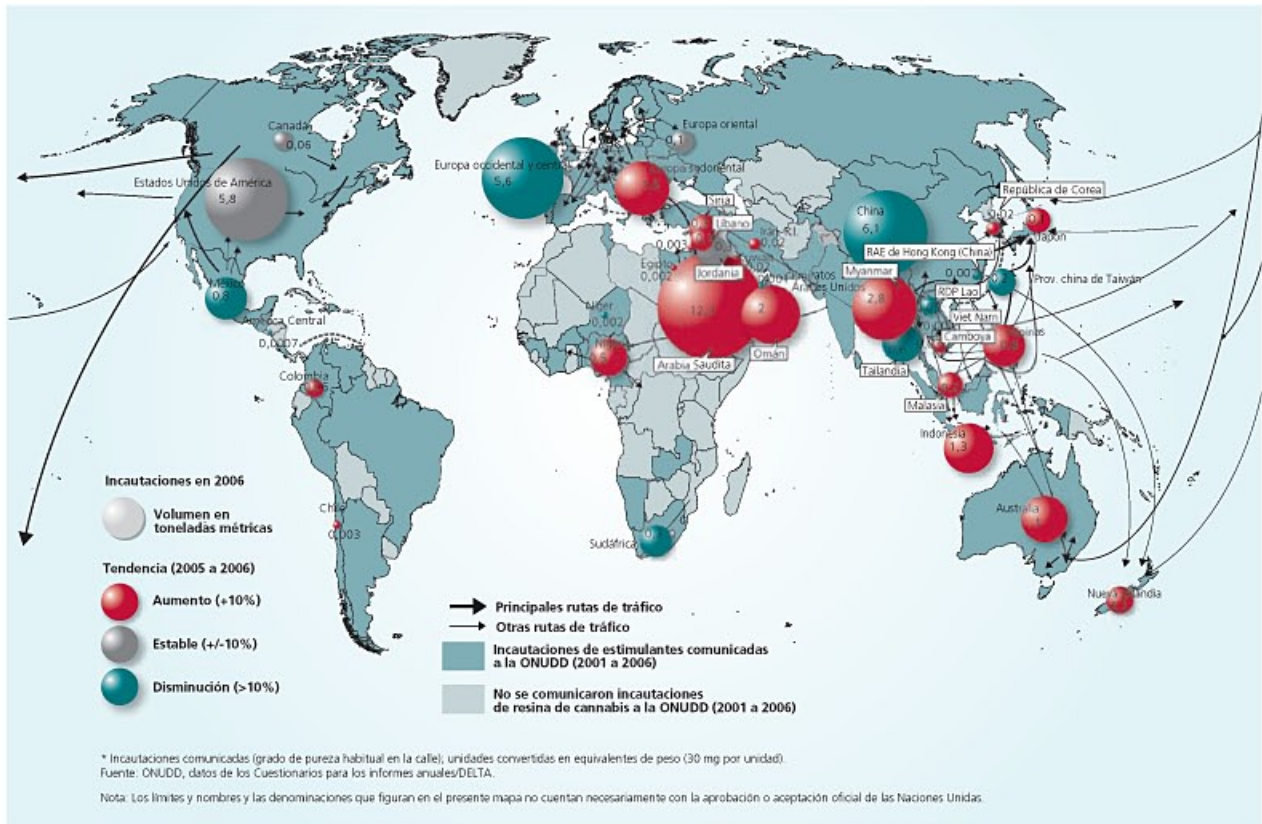 Canadá
0,06
Estados Unidos de América
5,8
México
0,8
América Central
0,0007
Colombia
Chile
0,003
Europa occidental y central
5,6
Europa oriental
0,1
Europa sudoriental
Siria
Líbano
0,003
Irán, R.I.
0,02
Egipto
0,002
Jordania
Emiratos
Árabes Unidos
Níger
0,002
Arabia Saudita
2
Omán
Sudáfrica
China
6,1
República de Corea
0,02
0,1
Japón
RAE de Hong Kong (China)
Myanmar
2,8
0,2
Prov. china de Taiwán
RDP Lao
Viet Nam
Camboya
Tailandia
Malasia
Indonesia
1,3
Australia
Nueva Zelandia
Incautaciones en 2006
Volumen en
toneladas métricas
Tendencia (2005 a 2006)
Aumento (+10%)
Estable (+/-10%)
Disminución (>10%)
Principales rutas de tráfico
Otras rutas de tráfico
Incautaciones de estimulantes comunicadas
a la ONUDD (2001 a 2006)
No se comunicaron incautaciones
de resina de cannabis a la ONUDD (2001 a 2006)
* Incautaciones comunicadas (grado de pureza habitual en la calle); unidades convertidas en equivalentes de peso (30 mg por unidad).
Fuente: ONUDD, datos de los Cuestionarios para los informes anuales/DELTA.
Nota: Los límites y nombres y las denominaciones que figuran en el presente mapa no cuentan necesariamente con la aprobación o aceptación oficial de las Naciones Unidas.